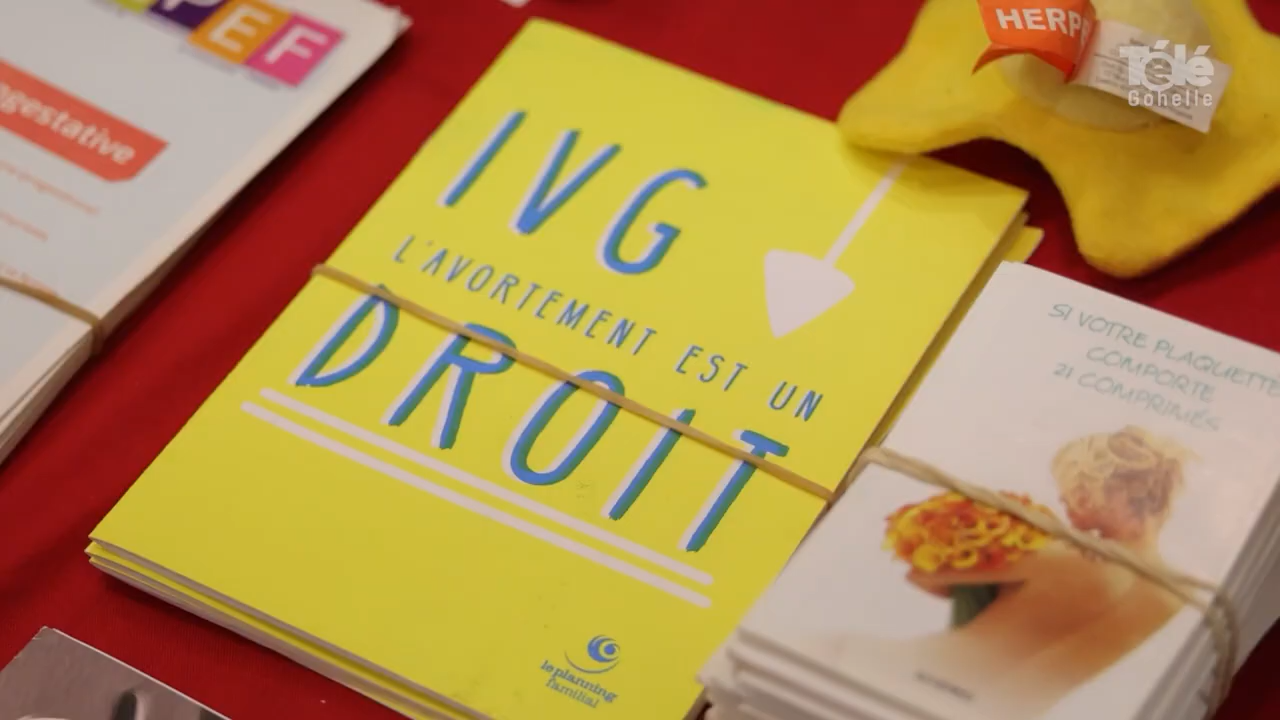 PEF
gestative
HERP
Télé
Gohelle
IVG
L'AVORTEMENT EST UN
DROIT
le planning
familial
SI VOTRE PLAQUETTE
COMPORTE
21 COMPRIMÉS